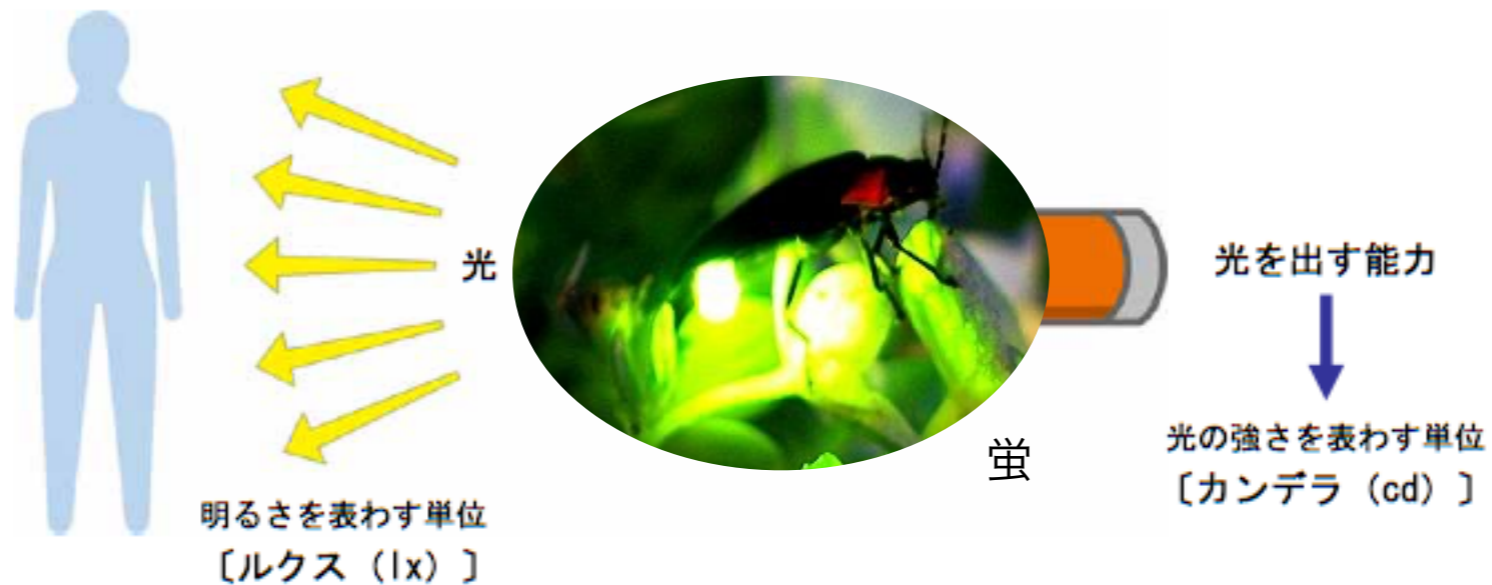 光
光を出す能力
蛍
光の強さを表わす単位
〔カンデラ（cd）〕
明るさを表わす単位
〔ルクス（lx）〕